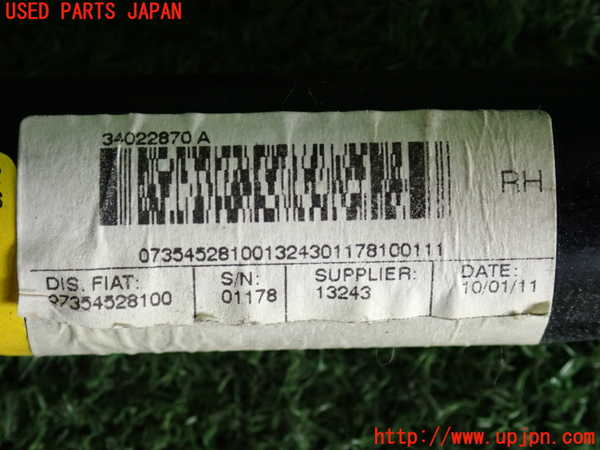 USED PARTS JAPAN
34022870 A
RH
07354528100132430117810011​1
DIS. FIAT: S/N: SUPPLIER: DATE:
07354528100 01178 13243 10/01/11
http://www.upjpn.com